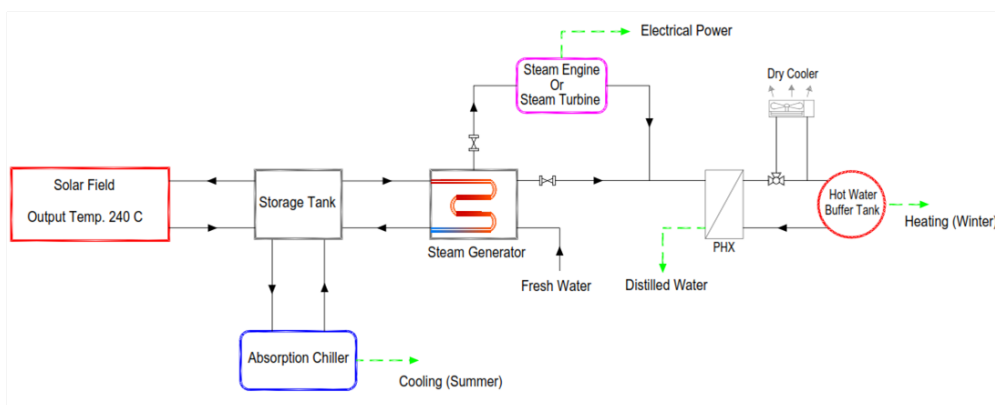 Electrical Power
Steam Engine
Or
Steam Turbine
Dry Cooler
Solar Field
Output Temp. 240 C
Storage Tank
Steam Generator
Fresh Water
PHX
Distilled Water
Hot Water
Buffer Tank
Heating (Winter)
Absorption Chiller
Cooling (Summer)